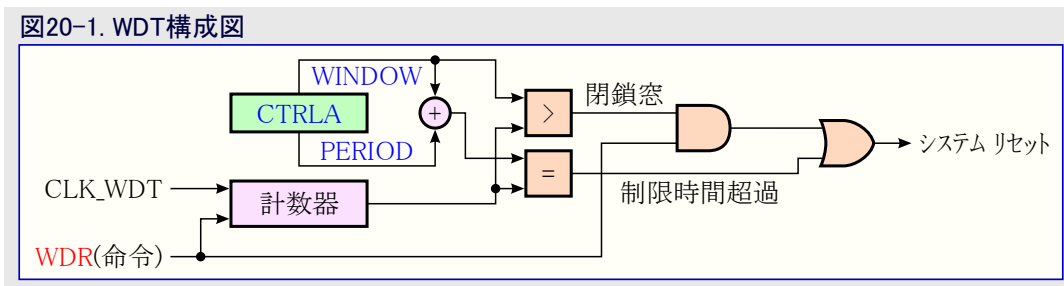 図20-1. WDT構成図
WINDOW
閉鎖窓
CTRLA
+
>
PERIOD
システム リセット
CLK_WDT
計数器
=
制限時間超過
WDR(命令)